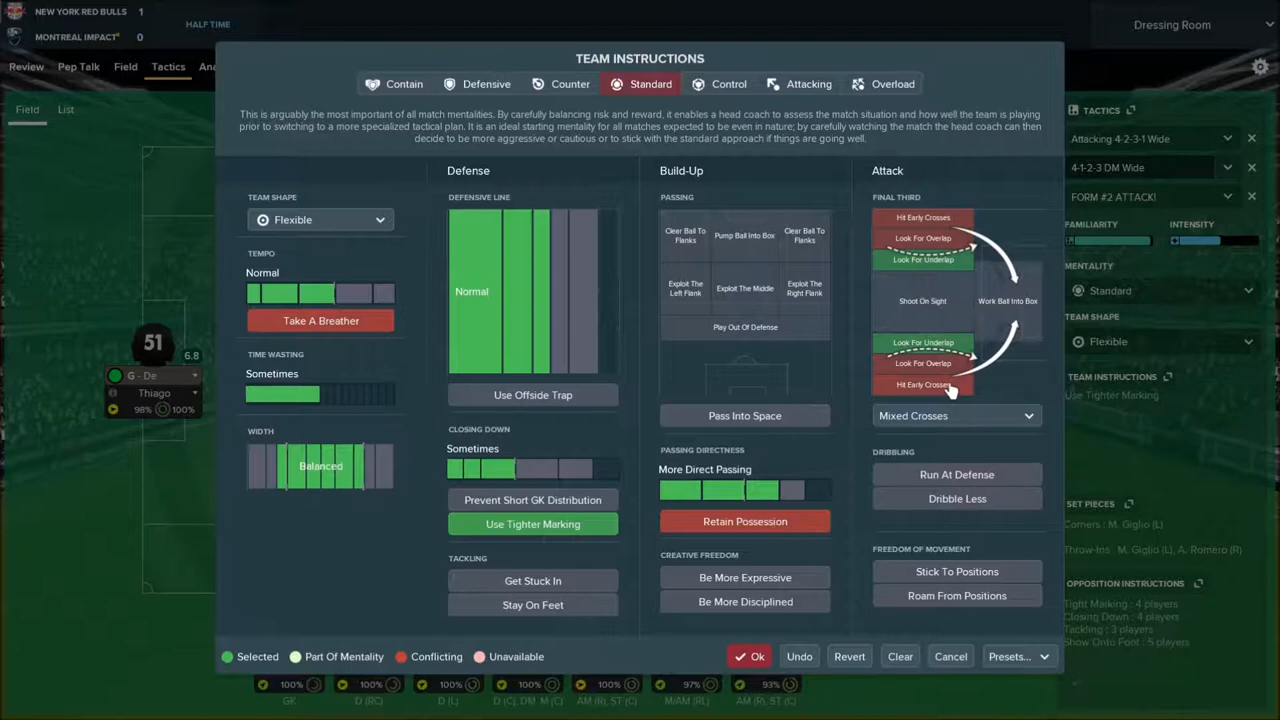 NEW YORK RED BULLS 1
MONTREAL IMPACT 0
HALF TIME
Dressing Room
Review Pep Talk Field Tactics
Field List
TEAM INSTRUCTIONS
Contain Defensive Counter Standard Control Attacking Overload
This is arguably the most important of all match mentalities. By carefully balancing risk and reward, it enables a head coach to assess the match situation and how well the team is playing
prior to switching to a more specialized tactical plan. It is an ideal starting mentality for all matches expected to be even in nature; by carefully watching the match the head coach can then
decide to be more aggressive or cautious or to stick with the standard approach if things are going well.
TEAM SHAPE
Flexible
TEMPO
Normal
Take A Breather
TIME WASTING
Sometimes
WIDTH
Balanced
Defense
DEFENSIVE LINE
Normal
Use Offside Trap
CLOSING DOWN
Sometimes
Prevent Short GK Distribution
Use Tighter Marking
TACKLING
Get Stuck In
Stay On Feet
Build-Up
PASSING
Clear Ball To
Flanks
Pump Ball Into Box
Clear Ball To
Flanks
Exploit The
Left Flank
Exploit The Middle
Exploit The
Right Flank
Play Out Of Defense
Pass Into Space
PASSING DIRECTNESS
More Direct Passing
Retain Possession
CREATIVE FREEDOM
Be More Expressive
Be More Disciplined
Attack
FINAL THIRD
Hit Early Crosses
Look For Overlap
Look For Underlap
Shoot On Sight
Work Ball Into Box
Look For Underlap
Look For Overlap
Hit Early Crosses
Mixed Crosses
DRIBBLING
Run At Defense
Dribble Less
FREEDOM OF MOVEMENT
Stick To Positions
Roam From Positions
Selected Part Of Mentality Conflicting Unavailable
Ok Undo Revert Clear Cancel Presets...
51
6.8
G - De
Thiago
98% 100%
TACTICS
Attacking 4-2-3-1 Wide
4-1-2-3 DM Wide
FORM #2 ATTACK!
FAMILIARITY INTENSITY
MENTALITY
Standard
TEAM SHAPE
Flexible
TEAM INSTRUCTIONS
Use Tighter Marking
SET PIECES
Corners : M. Giglio (L)
Throw-Ins : M. Giglio (L), A. Romero (R)
OPPOSITION INSTRUCTIONS
Tight Marking : 4 players
Closing Down : 4 players
Tackling : 3 players
Show Onto Foot : 5 players
100% 100% 100% 100% 100% 97% 93%
GK D (RC) D (L) D (C), DM, M (C) AM (R), ST (C) M/AM (RL) AM (R), ST (C)